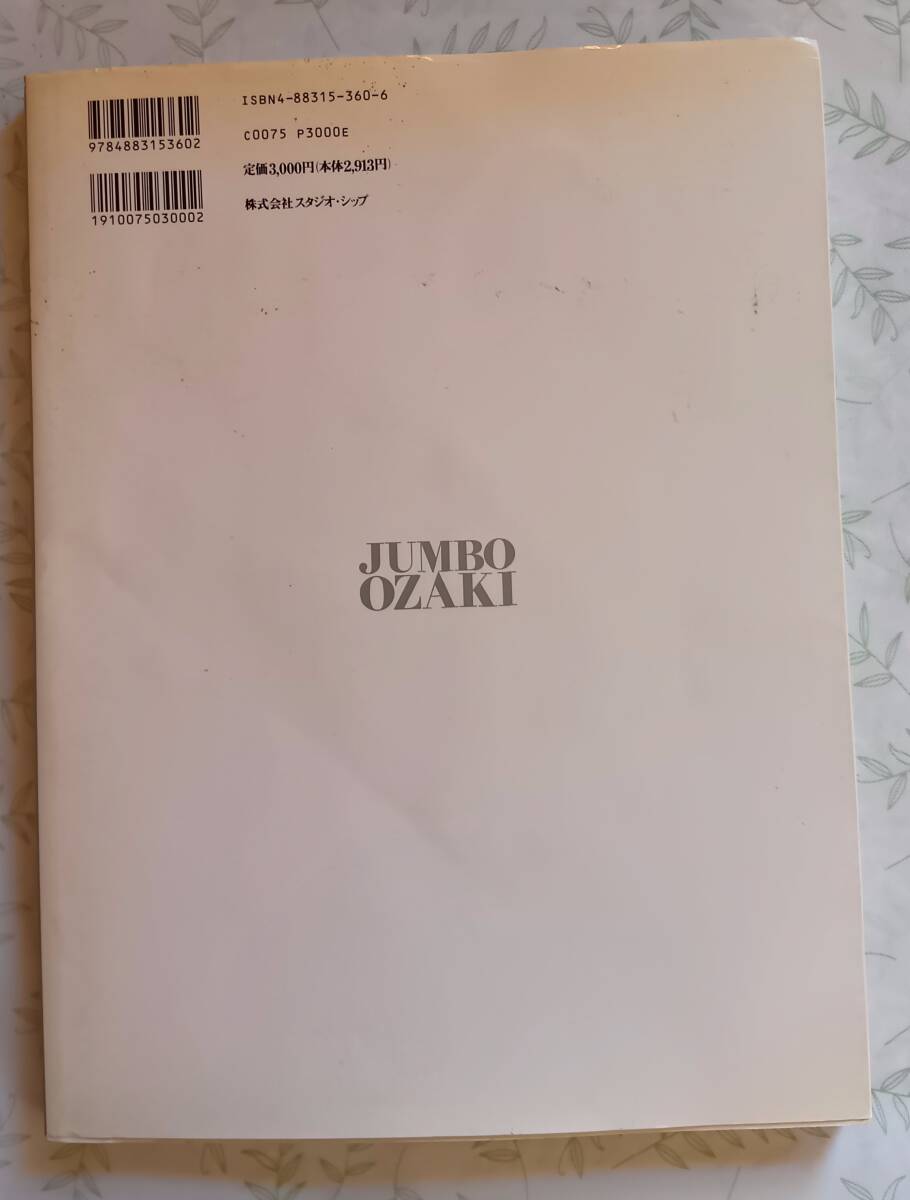 ISBN4-88315-360-6
9784883153602
C0075 P3000E
定価3,000円(本体2,913円)
1910075030002
株式会社スタジオ・シップ
JUMBO
OZAKI